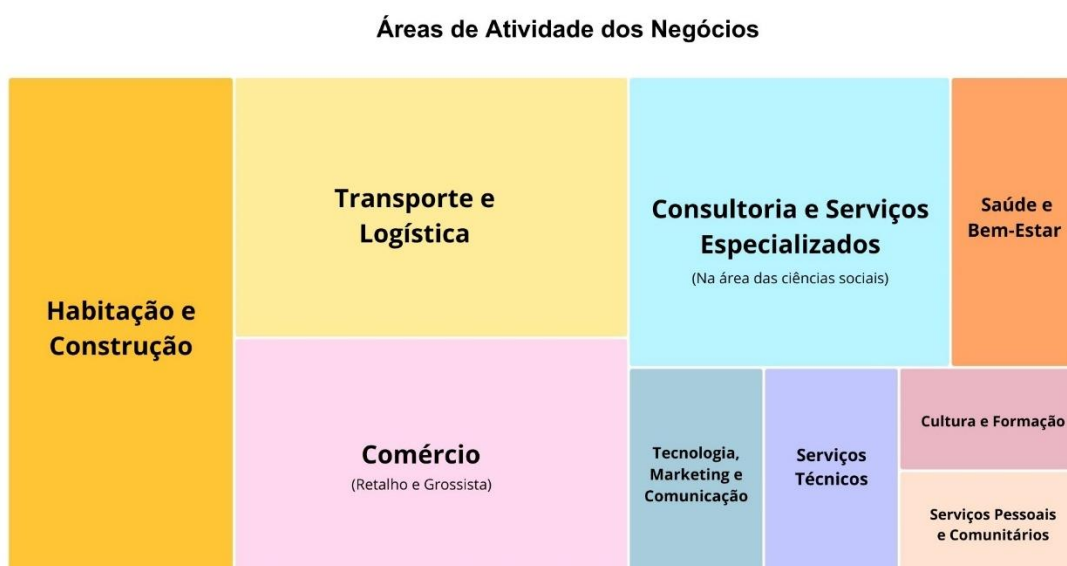 Áreas de Atividade dos Negócios
Habitação e
Construção
Transporte e
Logística
Comércio
(Retalho e Grossista)
Consultoria e Serviços
Especializados
(Na área das ciências sociais)
Saúde e
Bem-Estar
Tecnologia,
Marketing e
Comunicação
Serviços
Técnicos
Cultura e Formação
Serviços Pessoais
e Comunitários